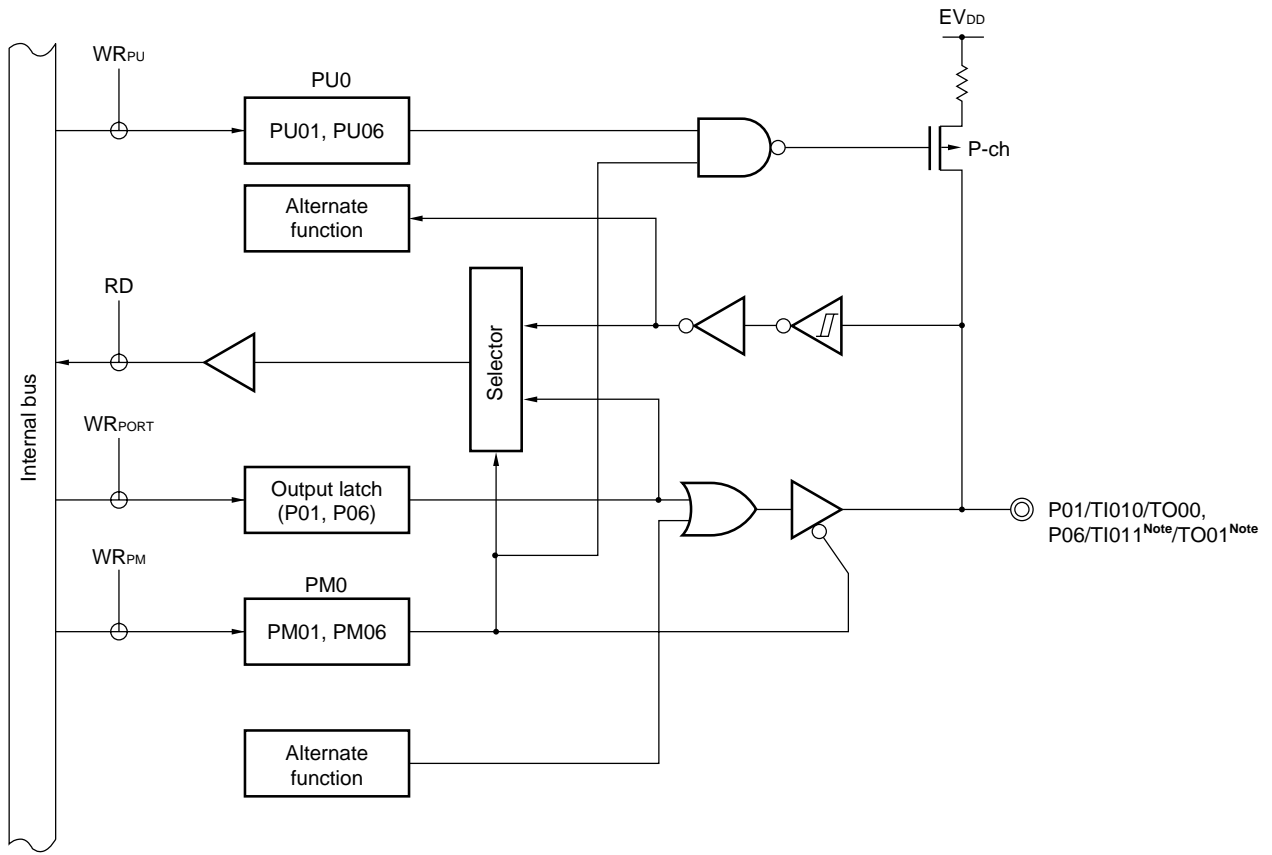 EVDD
WRPU
PU0
PU01, PU06
P-ch
Alternate
function
RD
Selector
Internal bus
WRPORT
Output latch
(P01, P06)
P01/TI010/TO00,
P06/TI011Note/TO01Note
WRPM
PM0
PM01, PM06
Alternate
function